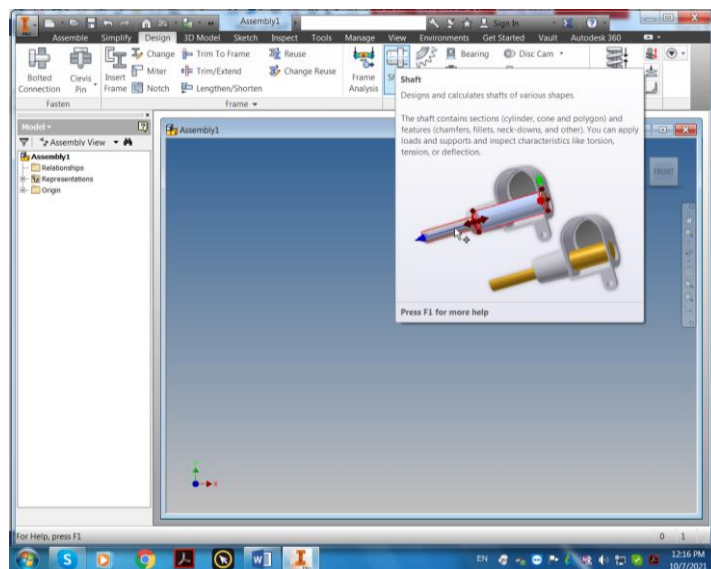 Assembly1
Sign In
Assemble Simplify Design 3D Model Sketch Inspect Tools Manage View Environments Get Started Vault Autodesk 360
Bolted Connection
Clevis Pin
Insert Frame
Change
Miter
Notch
Trim To Frame
Trim/Extend
Lengthen/Shorten
Reuse
Change Reuse
Frame Analysis
Bearing
Disc Cam
Fasten
Frame
Shaft
Designs and calculates shafts of various shapes.
The shaft contains sections (cylinder, cone and polygon) and
features (chamfers, fillets, neck-downs, and other). You can apply
loads and supports and inspect characteristics like torsion,
tension, or deflection.
Press F1 for more help
Model
Assembly View
Assembly1
Relationships
Representations
Origin
Assembly1
FRONT
X
For Help, press F1
0 1
EN
12:16 PM
10/7/2021